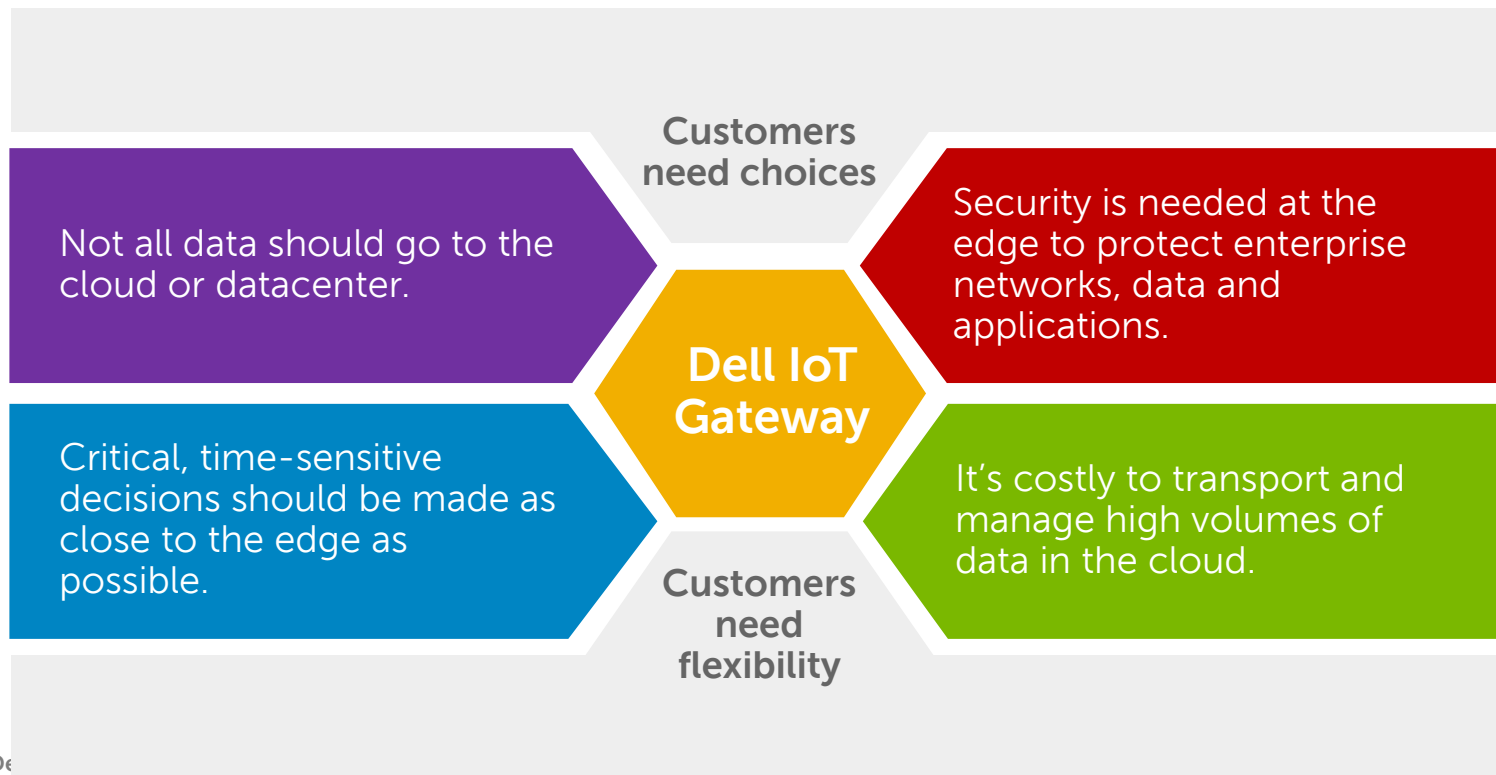 Customers
need choices
Not all data should go to the
cloud or datacenter.
Security is needed at the
edge to protect enterprise
networks, data and
applications.
Dell IoT
Gateway
Critical, time-sensitive
decisions should be made as
close to the edge as
possible.
It’s costly to transport and
manage high volumes of
data in the cloud.
Customers
need
flexibility